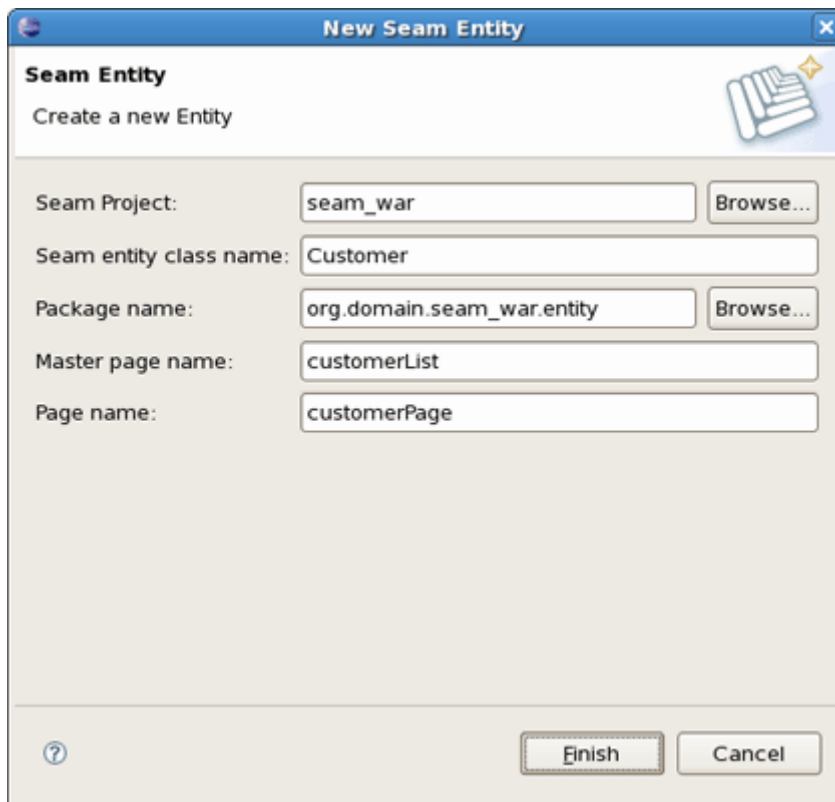 New Seam Entity
Seam Entity
Create a new Entity
Seam Project: seam_war Browse...
Seam entity class name: Customer
Package name: org.domain.seam_war.entity Browse...
Master page name: customerList
Page name: customerPage
? Finish Cancel